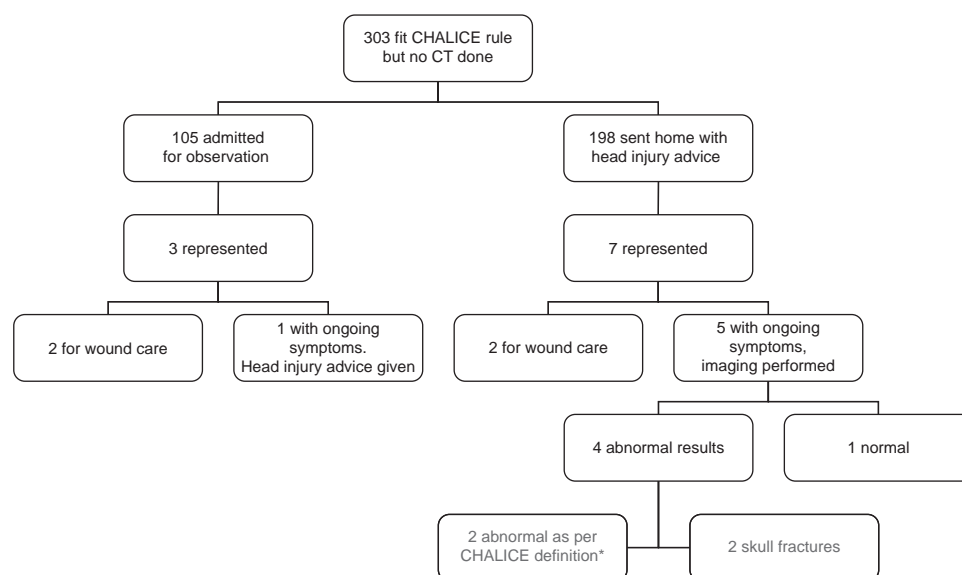 303 fit CHALICE rule
but no CT done
105 admitted
for observation
198 sent home with
head injury advice
3 represented
7 represented
2 for wound care
1 with ongoing
symptoms.
Head injury advice given
2 for wound care
5 with ongoing
symptoms,
imaging performed
4 abnormal results
1 normal
2 abnormal as per
CHALICE definition*
2 skull fractures